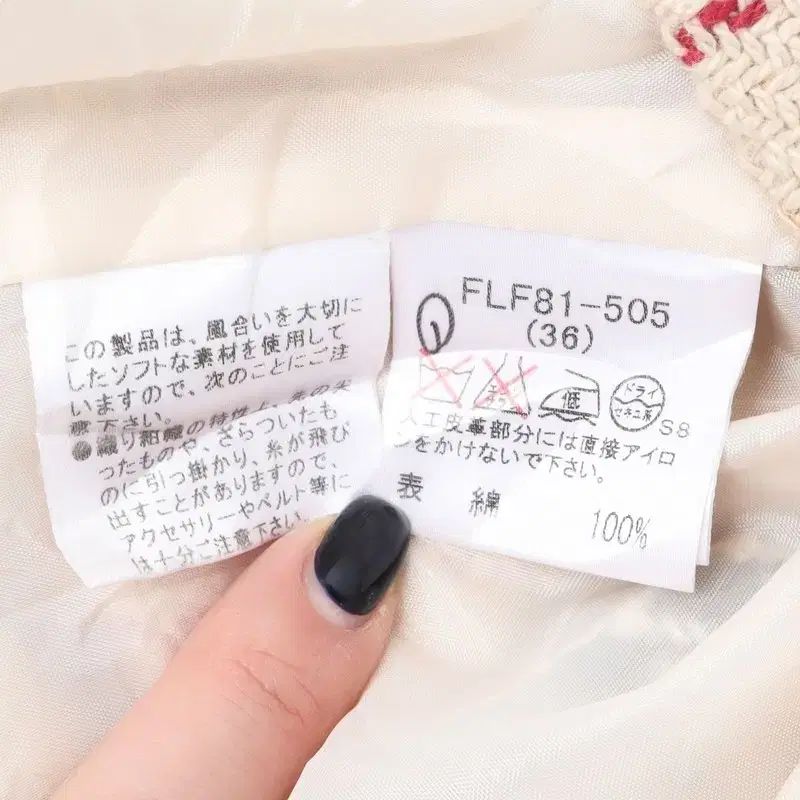 この製品は、風合いを大切に
したソフトな素材を使用して
いますので、次のことにご注
意下さい。
●織り組織の特性上、糸の
ったものや、ざらついたも
のに引っ掛かり、糸が飛び
出すことがありますので、
アクセサリーやベルト等に
は十分ご注意下さい。
Q
FLF81-505
(36)
エンソ
低
ドライ
セキユ系
S8
人工皮革部分には直接アイロ
ンをかけないで下さい。
表 綿 100%